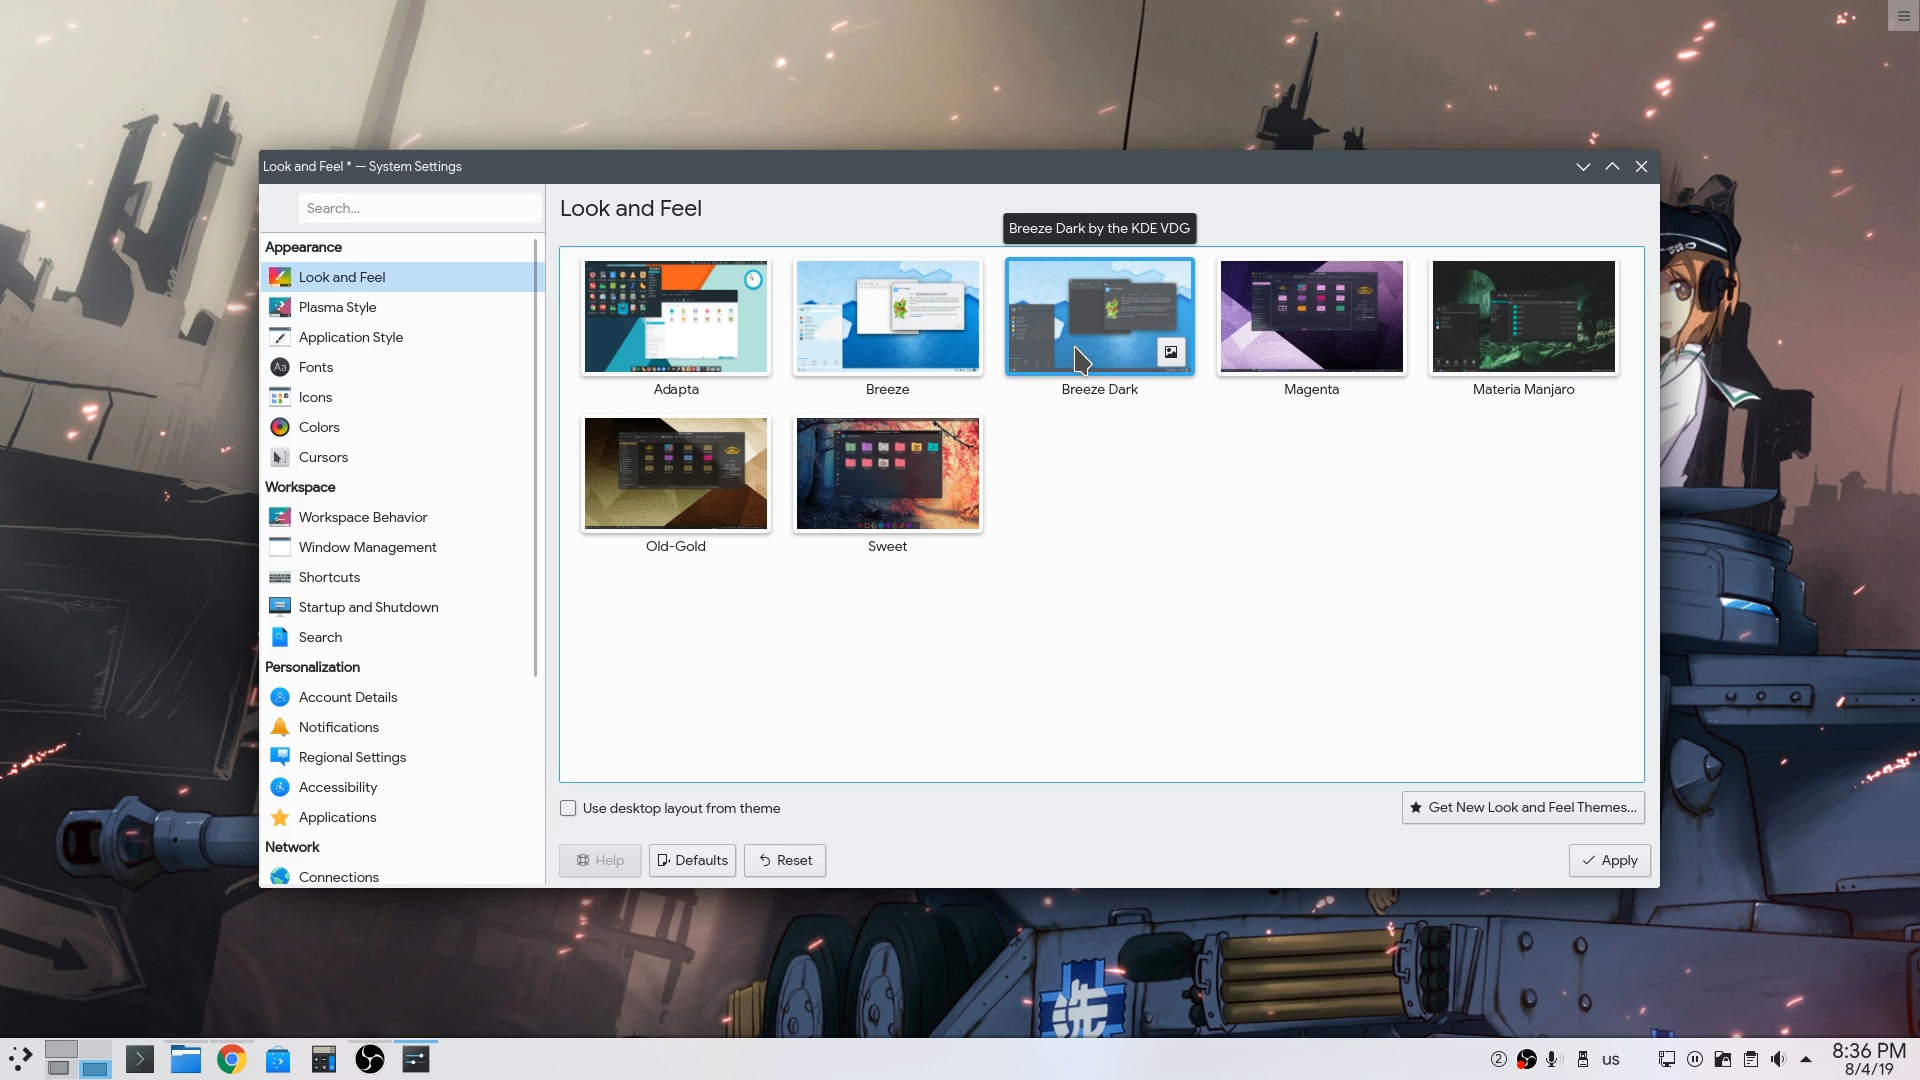 Look and Feel * — System Settings
Search...
Look and Feel
Breeze Dark by the KDE VDG
Appearance
Look and Feel
Plasma Style
Application Style
Fonts
Icons
Colors
Cursors
Workspace
Workspace Behavior
Window Management
Shortcuts
Startup and Shutdown
Search
Personalization
Account Details
Notifications
Regional Settings
Accessibility
Applications
Network
Connections
Adapta
Breeze
Breeze Dark
Magenta
Materia Manjaro
Old-Gold
Sweet
Use desktop layout from theme
Get New Look and Feel Themes...
Help
Defaults
Reset
Apply
洗
2
us
8:36 PM
8/4/19